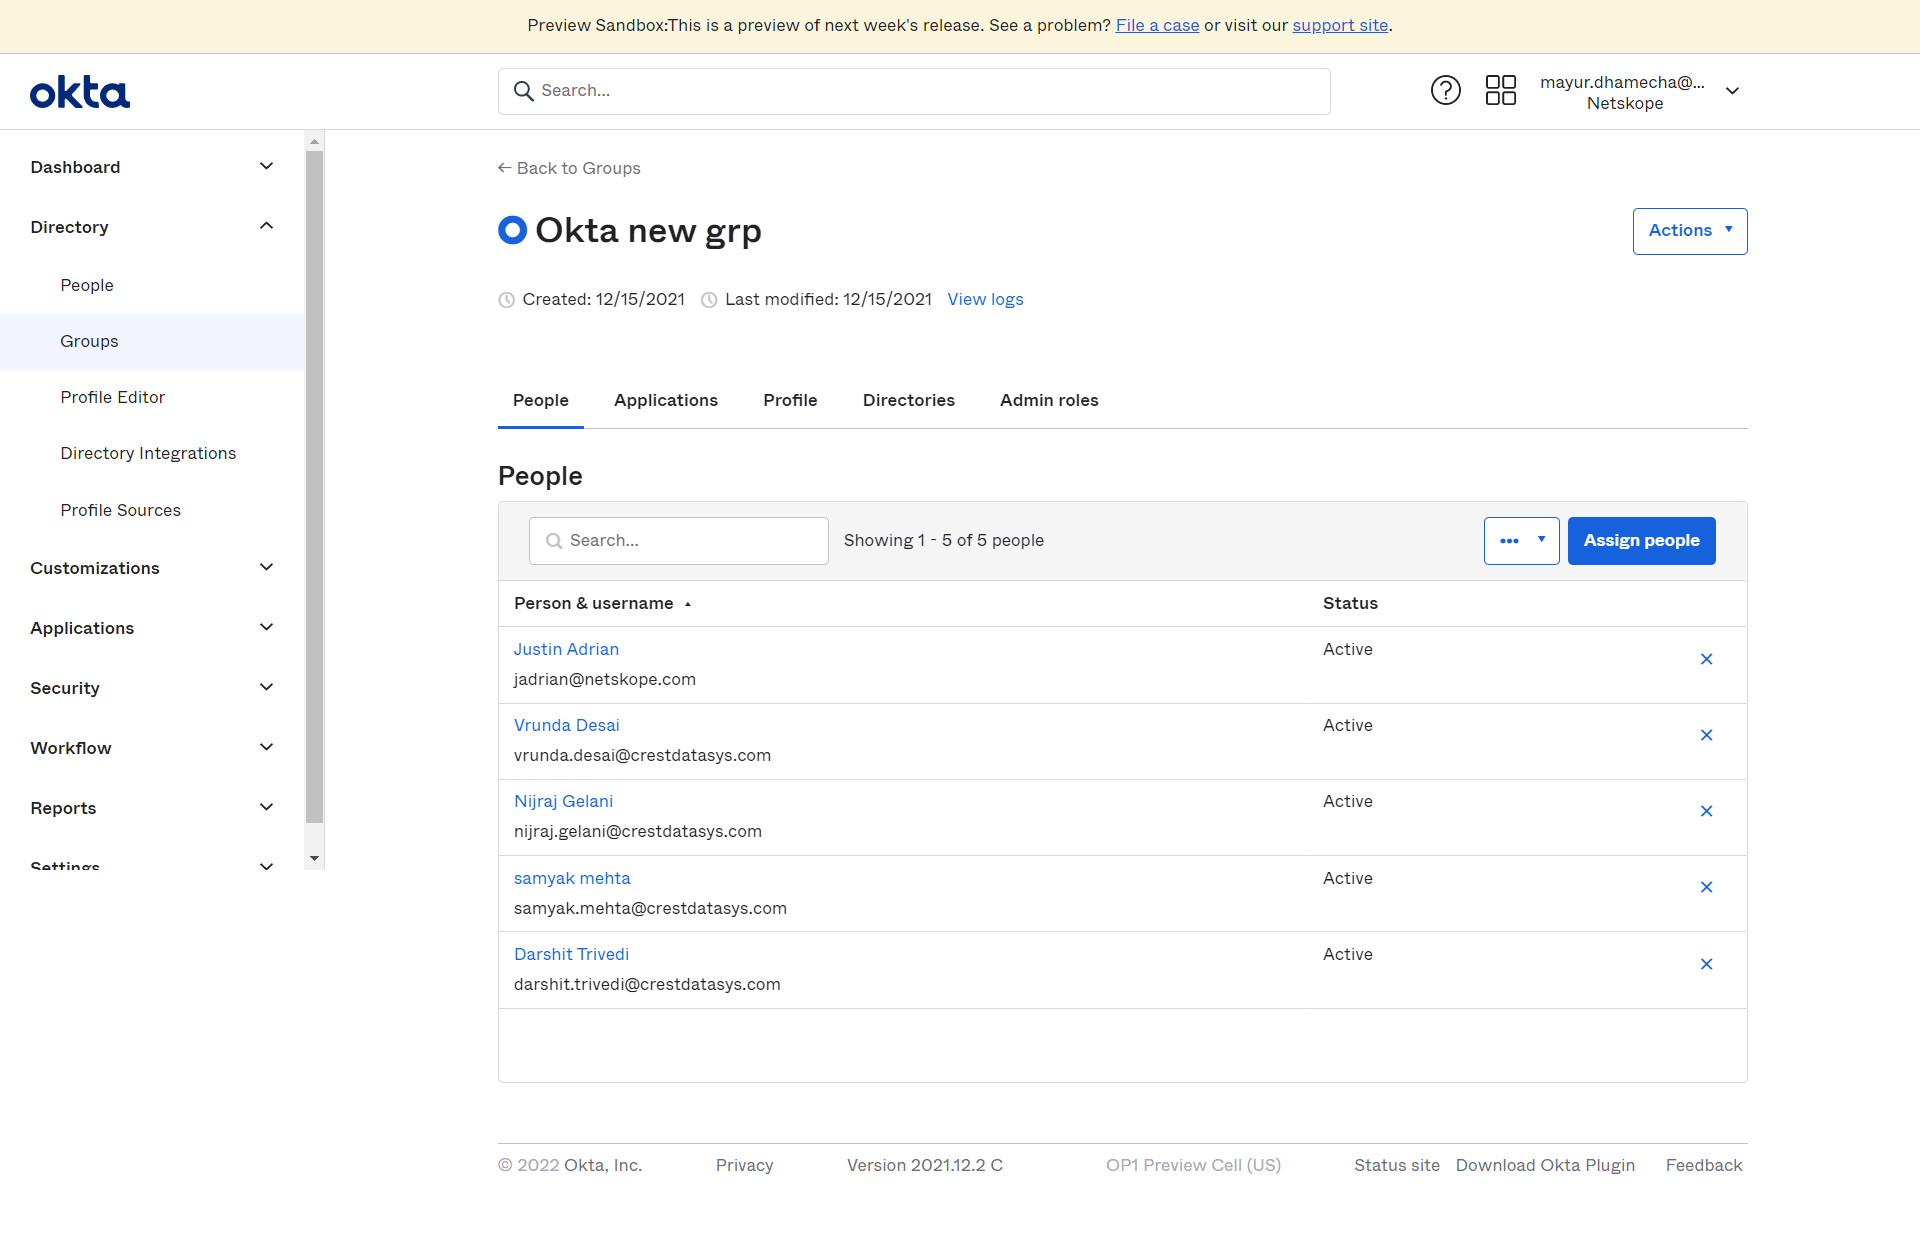 Preview Sandbox:This is a preview of next week's release. See a problem? File a case or visit our support site.
okta
Search...
mayur.dhamecha@...
Netskope
Dashboard
Directory
People
Groups
Profile Editor
Directory Integrations
Profile Sources
Customizations
Applications
Security
Workflow
Reports
Settings
← Back to Groups
Okta new grp
Actions
Created: 12/15/2021 Last modified: 12/15/2021 View logs
People Applications Profile Directories Admin roles
People
Search... Showing 1 - 5 of 5 people ••• Assign people
Person & username Status
Justin Adrian Active
jadrian@netskope.com
Vrunda Desai Active
vrunda.desai@crestdatasys.com
Nijraj Gelani Active
nijraj.gelani@crestdatasys.com
samyak mehta Active
samyak.mehta@crestdatasys.com
Darshit Trivedi Active
darshit.trivedi@crestdatasys.com
© 2022 Okta, Inc. Privacy Version 2021.12.2 C OP1 Preview Cell (US) Status site Download Okta Plugin Feedback